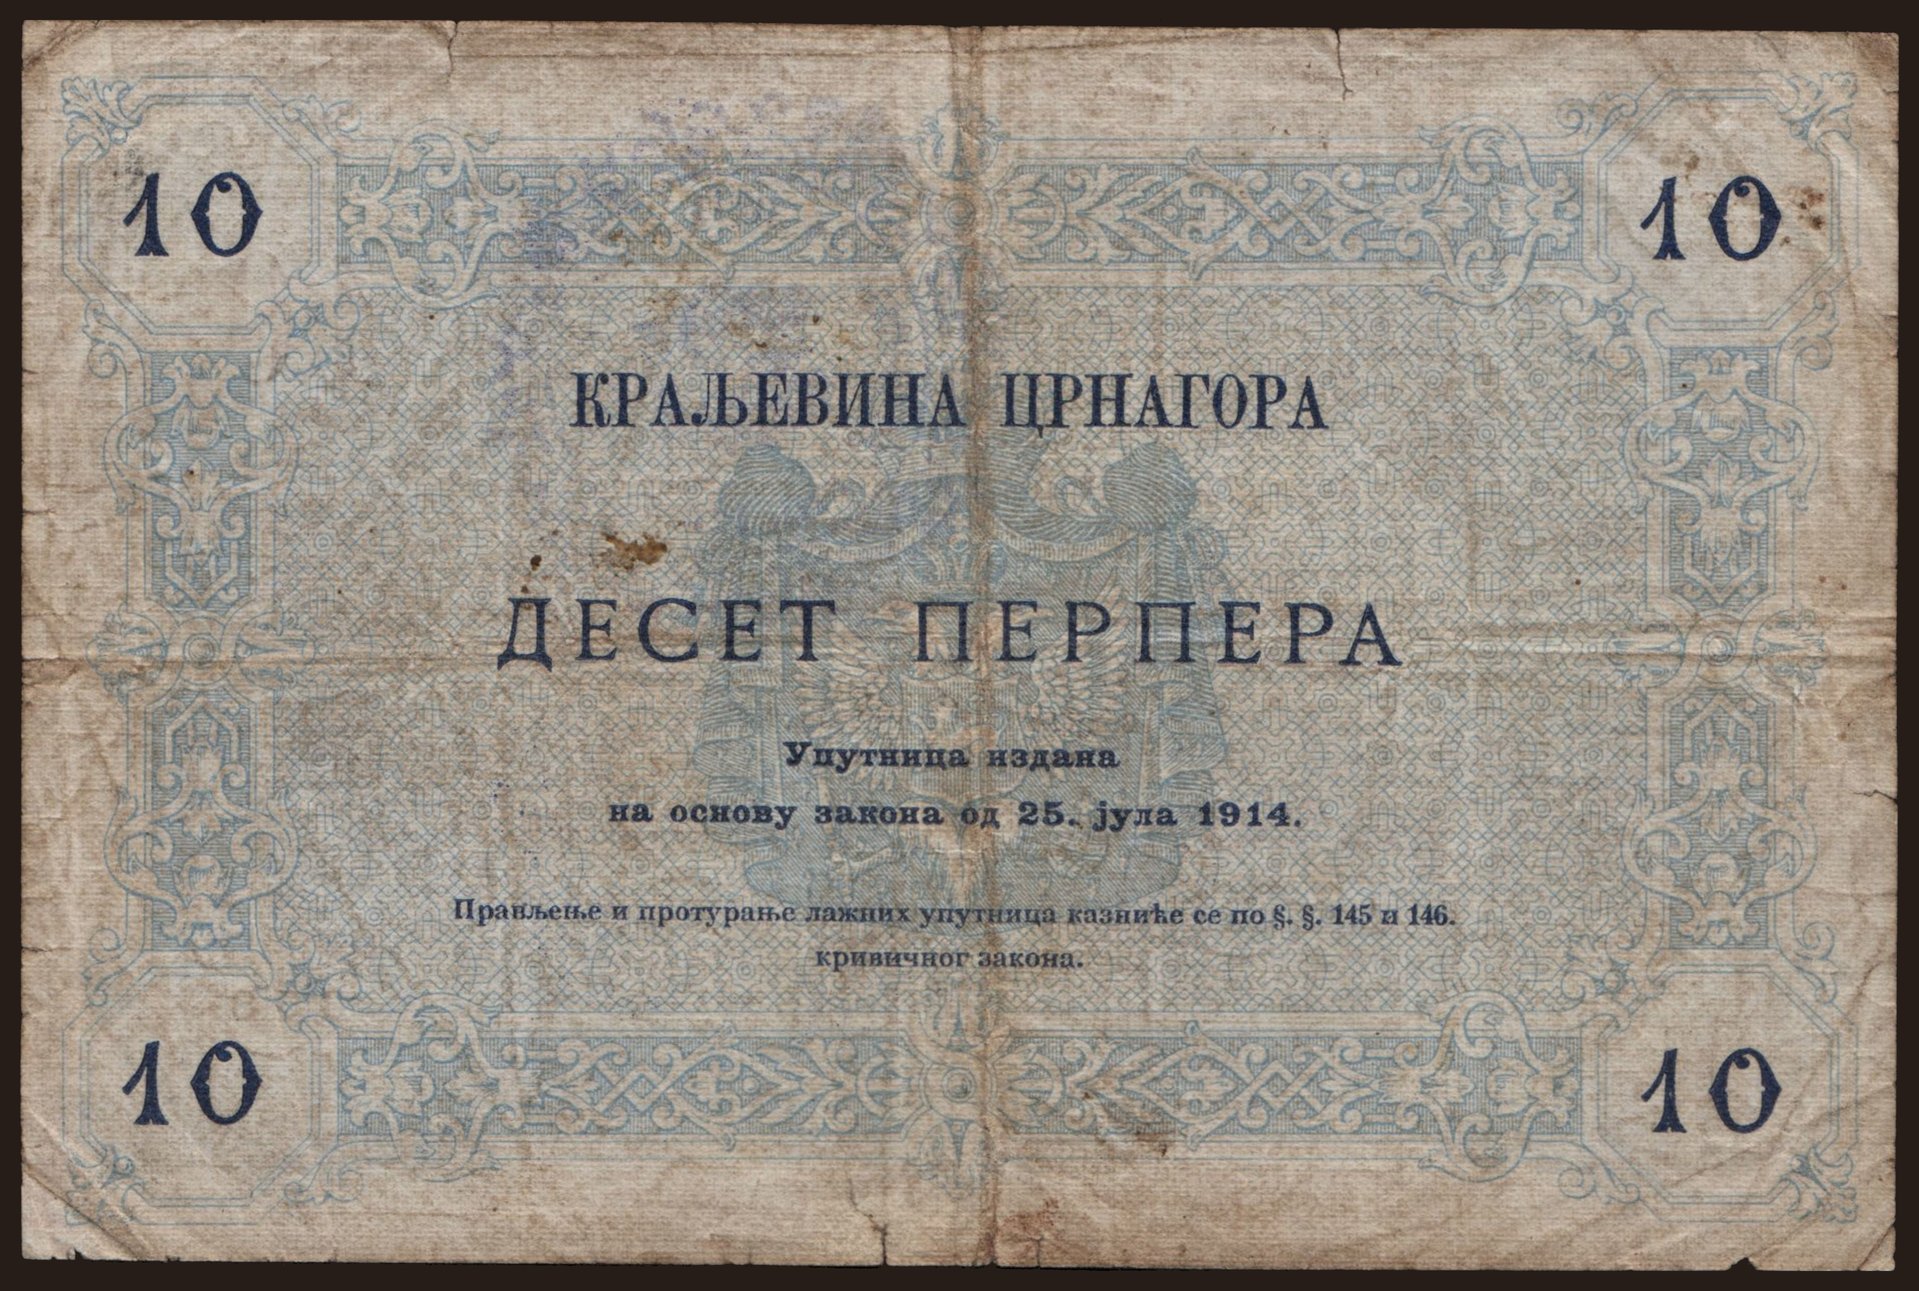 10
10
КРАЉЕВИНА ЦРНАГОРА
ДЕСЕТ ПЕРПЕРА
Упутница издана
на основу закона од 25. јула 1914.
Прављење и протурање лажних упутница казниће се по §. §. 145 и 146.
кривичног закона.
10
10